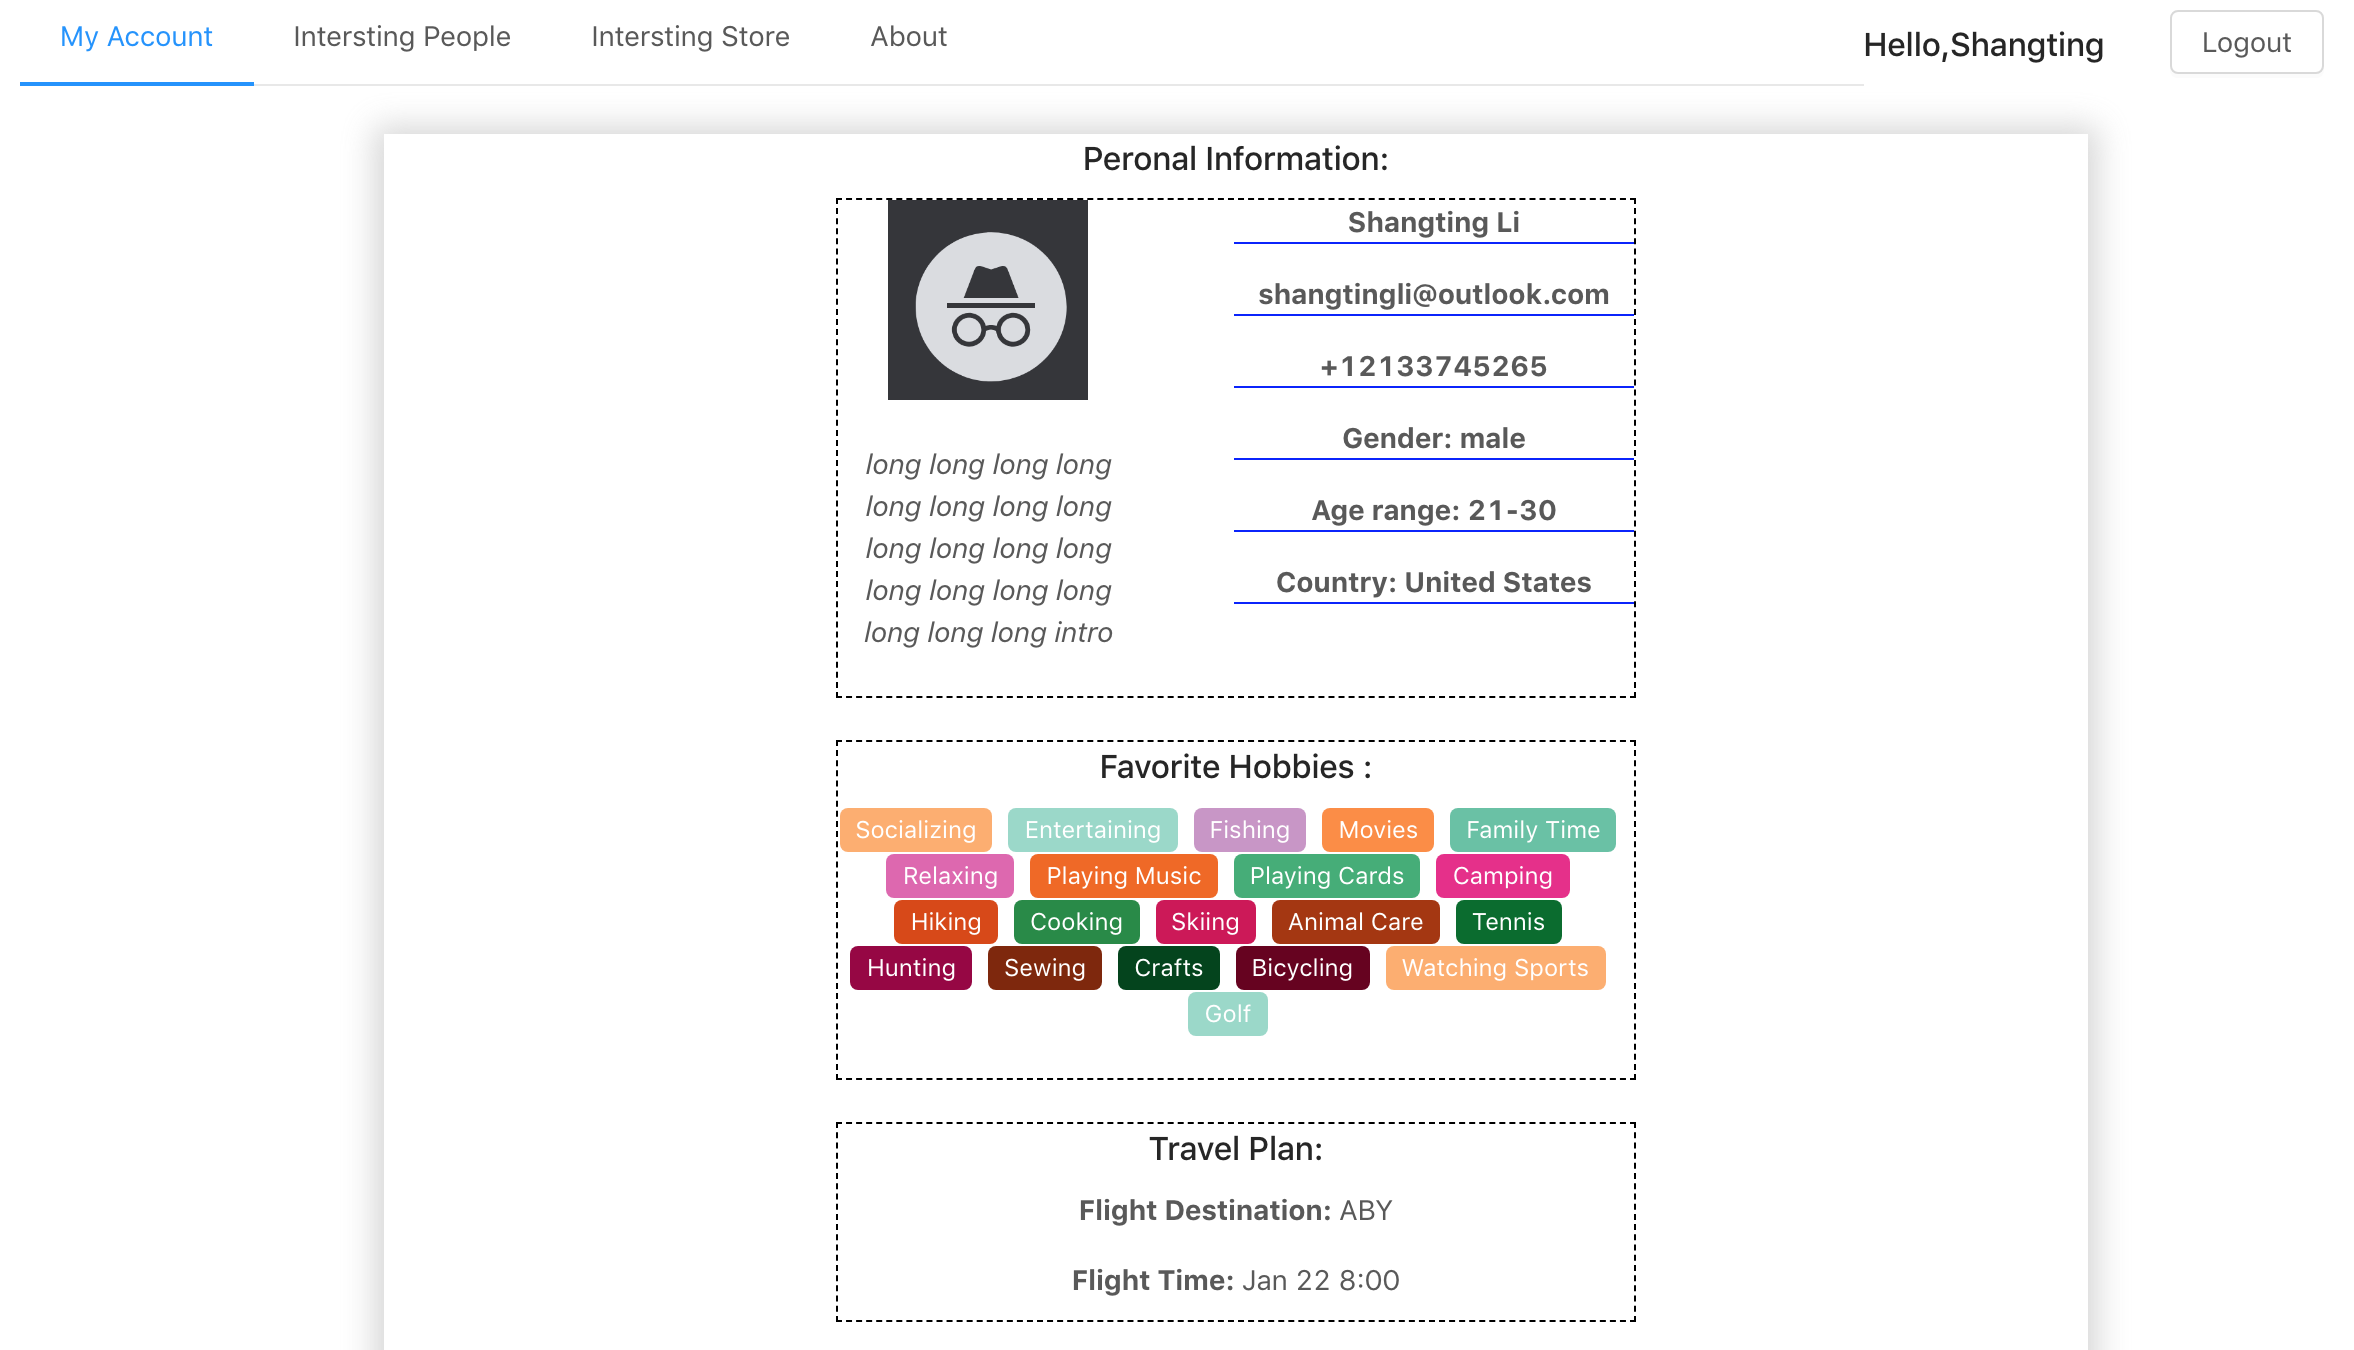 My Account Intersting People Intersting Store About Hello,Shangting Logout
Peronal Information:
Shangting Li
shangtingli@outlook.com
+12133745265
Gender: male
Age range: 21-30
Country: United States
long long long long
long long long long
long long long long
long long long long
long long long intro
Favorite Hobbies :
Socializing Entertaining Fishing Movies Family Time
Relaxing Playing Music Playing Cards Camping
Hiking Cooking Skiing Animal Care Tennis
Hunting Sewing Crafts Bicycling Watching Sports
Golf
Travel Plan:
Flight Destination: ABY
Flight Time: Jan 22 8:00